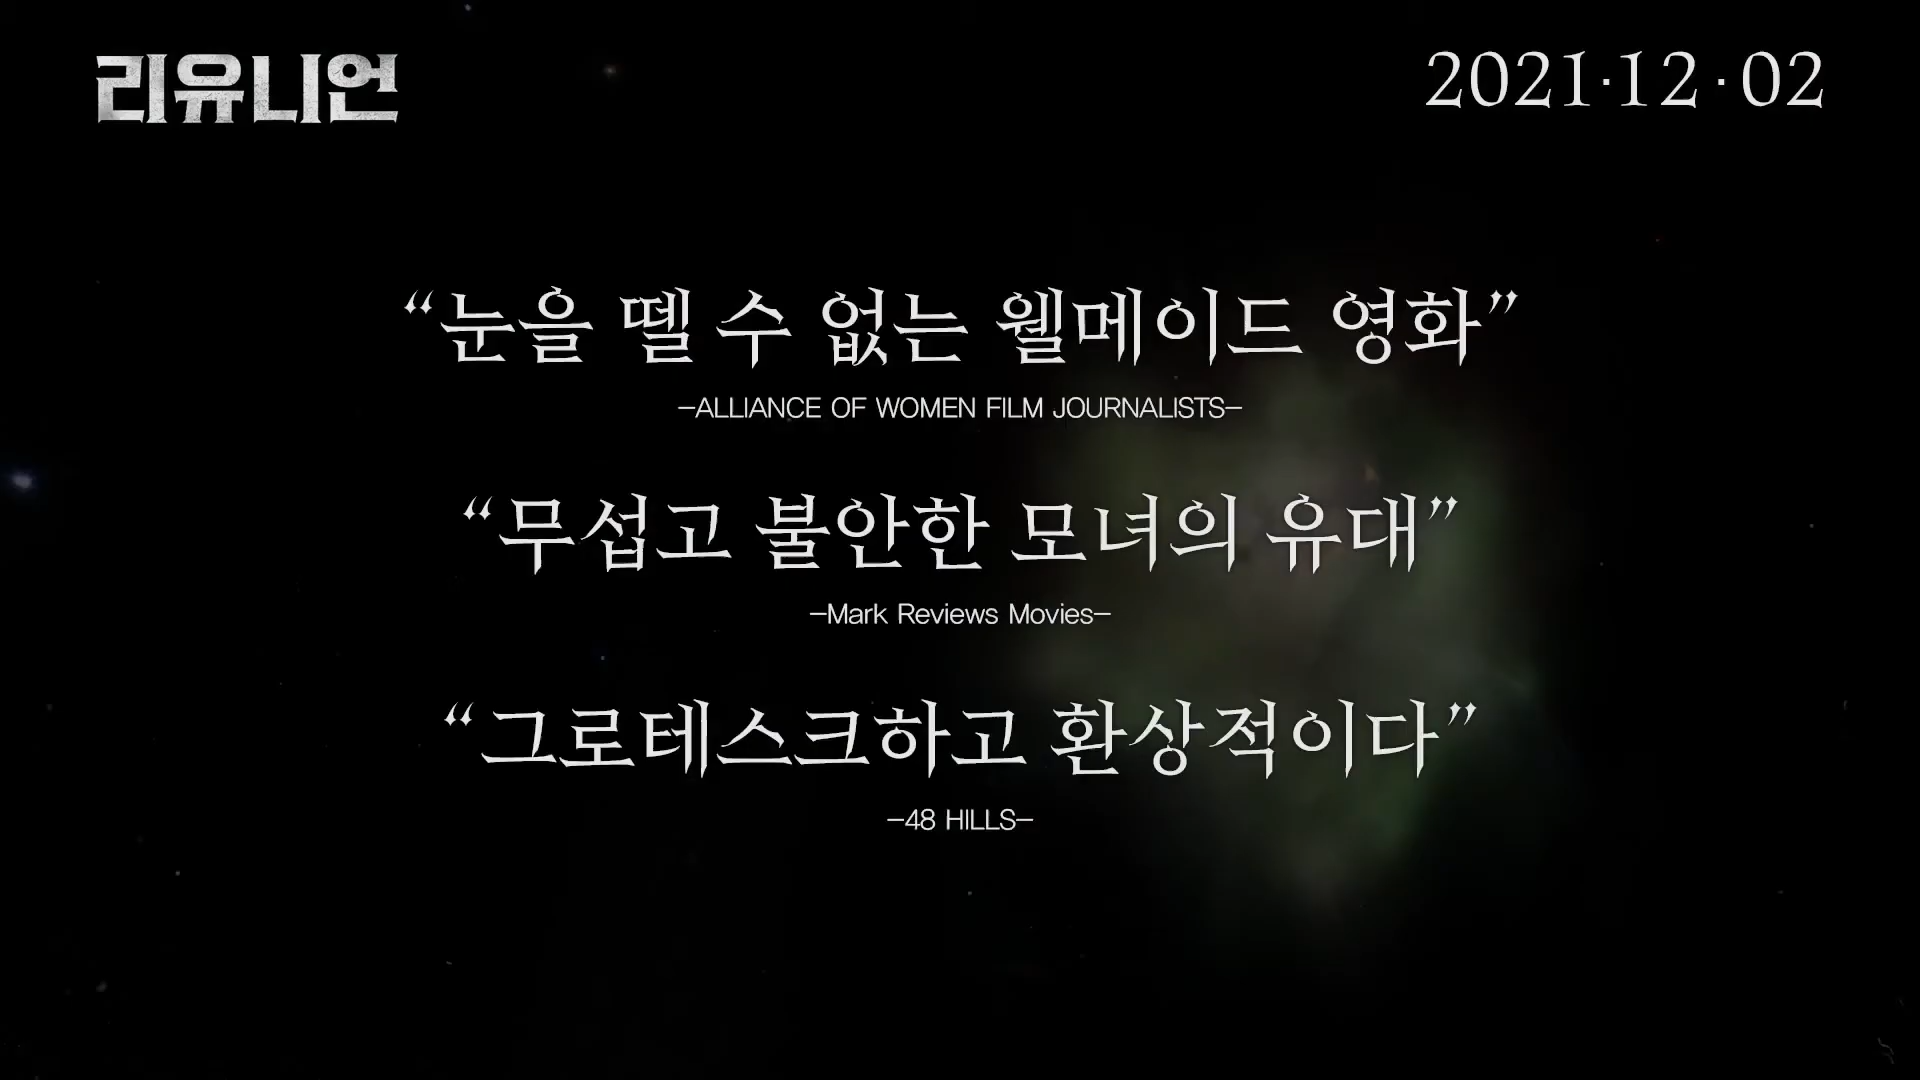 리유니언
2021·12·02
“눈을 뗄 수 없는 웰메이드 영화”
-ALLIANCE OF WOMEN FILM JOURNALISTS-
“무섭고 불안한 모녀의 유대”
-Mark Reviews Movies-
“그로테스크하고 환상적이다”
-48 HILLS-